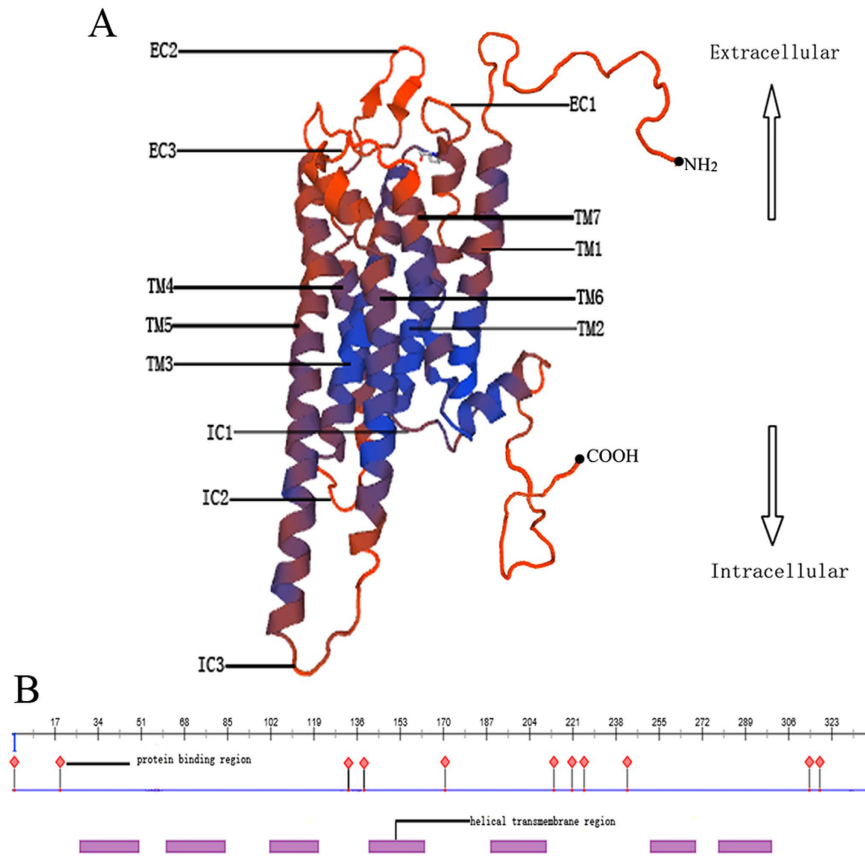 A
EC2
Extracellular
EC1
EC3
NH₂
TM7
TM1
TM4
TM6
TM5
TM2
TM3
IC1
COOH
IC2
Intracellular
IC3
B
17 34 51 68 85 102 119 136 153 170 187 204 221 238 255 272 289 306 323
protein binding region
helical transmembrane region